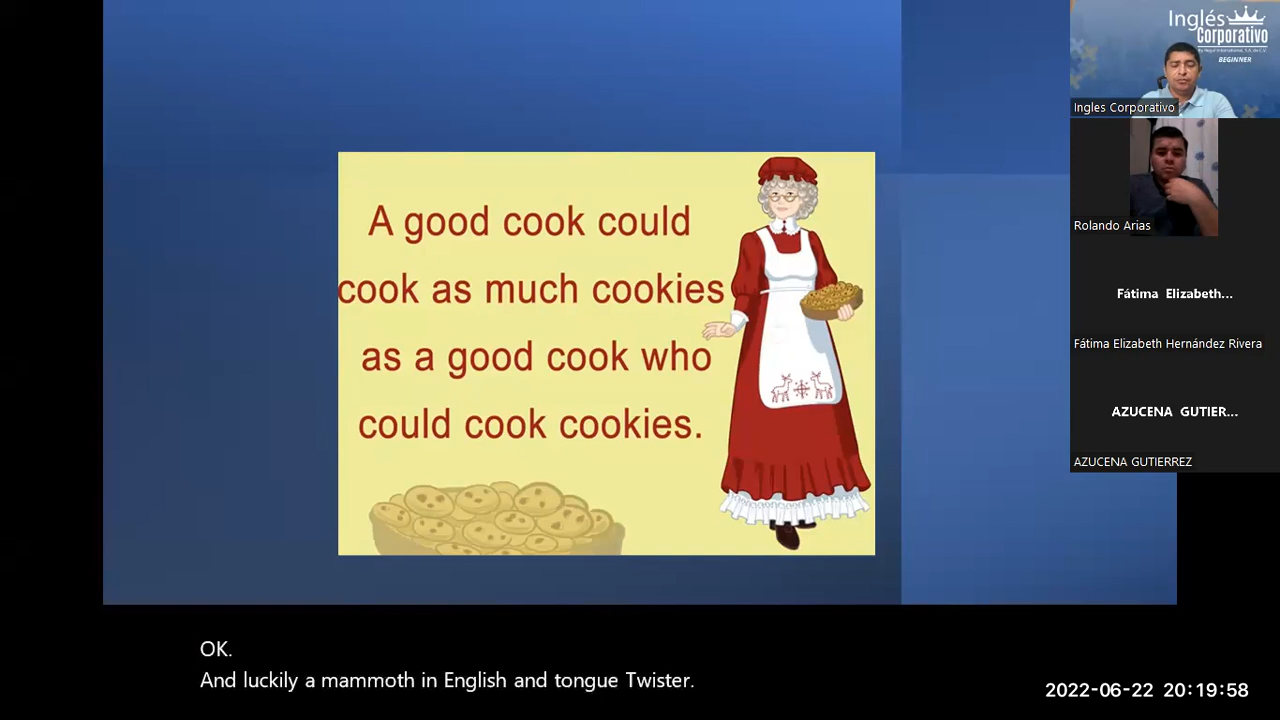 A good cook could
cook as much cookies
as a good cook who
could cook cookies.
OK.
And luckily a mammoth in English and tongue Twister.
Inglés
Corporativo
BEGINNER
Ingles Corporativo
Rolando Arias
Fátima Elizabeth...
Fátima Elizabeth Hernández Rivera
AZUCENA GUTIER...
AZUCENA GUTIERREZ
2022-06-22 20:19:58